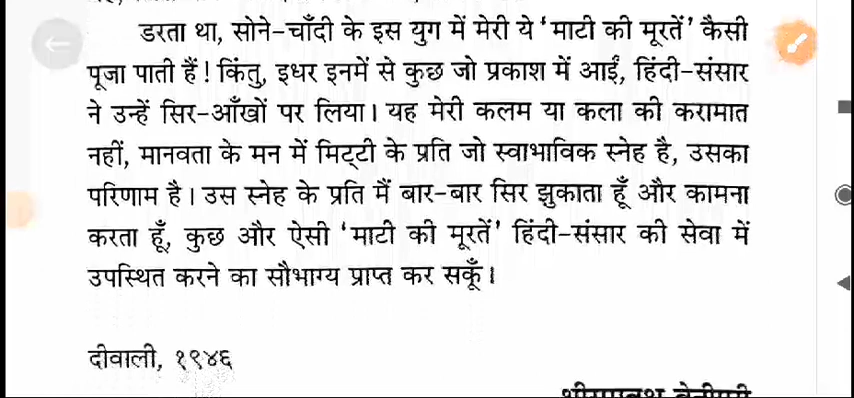 डरता था, सोने-चाँदी के इस युग में मेरी ये ‘माटी की मूरतें’ कैसी
पूजा पाती हैं! किंतु, इधर इनमें से कुछ जो प्रकाश में आईं, हिंदी-संसार
ने उन्हें सिर-आँखों पर लिया। यह मेरी कलम या कला की करामात
नहीं, मानवता के मन में मिट्टी के प्रति जो स्वाभाविक स्नेह है, उसका
परिणाम है। उस स्नेह के प्रति मैं बार-बार सिर झुकाता हूँ और कामना
करता हूँ, कुछ और ऐसी ‘माटी की मूरतें’ हिंदी-संसार की सेवा में
उपस्थित करने का सौभाग्य प्राप्त कर सकूँ।
दीवाली, १९४६